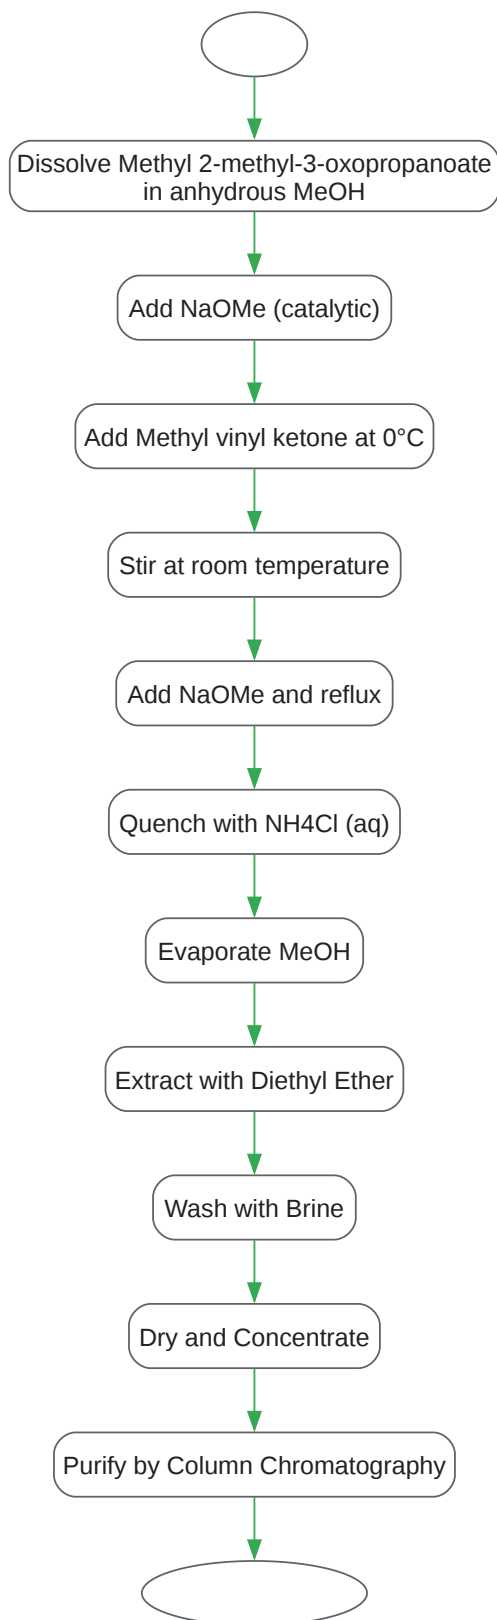 Dissolve Methyl 2-methyl-3-oxopropanoate
in anhydrous MeOH
Add NaOMe (catalytic)
Add Methyl vinyl ketone at 0°C
Stir at room temperature
Add NaOMe and reflux
Quench with NH4Cl (aq)
Evaporate MeOH
Extract with Diethyl Ether
Wash with Brine
Dry and Concentrate
Purify by Column Chromatography